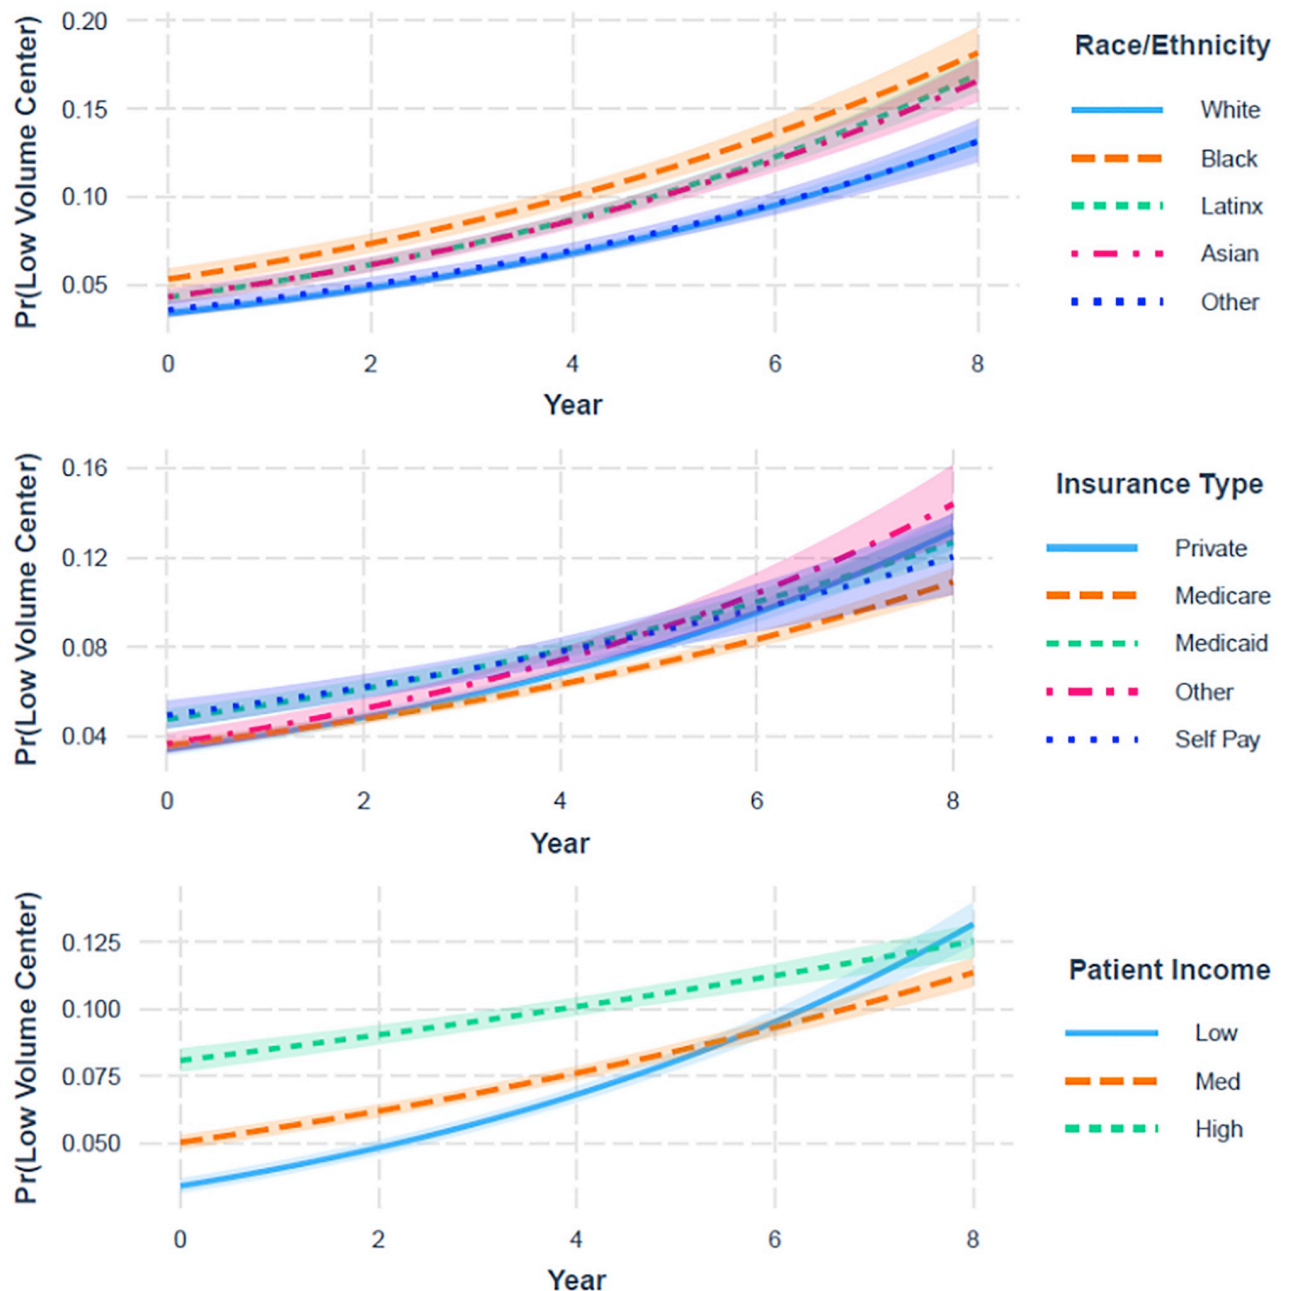 Pr(Low Volume Center)
0.20
0.15
0.10
0.05
0 2 4 6 8
Year
Race/Ethnicity
White
Black
Latinx
Asian
Other
Pr(Low Volume Center)
0.16
0.12
0.08
0.04
0 2 4 6 8
Year
Insurance Type
Private
Medicare
Medicaid
Other
Self Pay
Pr(Low Volume Center)
0.125
0.100
0.075
0.050
0 2 4 6 8
Year
Patient Income
Low
Med
High